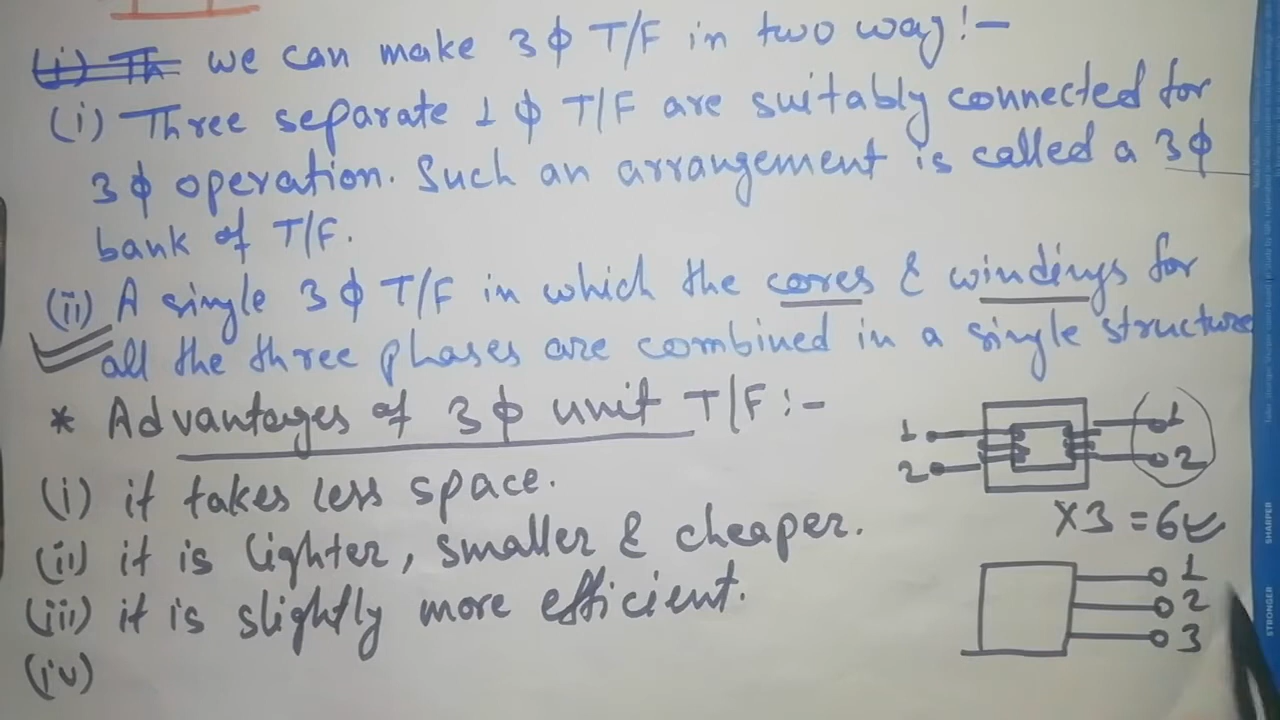 (i) Th we can make 3ϕ T/F in two way:-
(i) Three separate 1ϕ T/F are suitably connected for
3ϕ operation. Such an arrangement is called a 3ϕ
bank of T/F.
(ii) A single 3ϕ T/F in which the cores & windings for
all the three phases are combined in a single structure
* Advantages of 3ϕ unit T/F:-
(i) it takes less space.
(ii) it is lighter, smaller & cheaper.
(iii) it is slightly more efficient.
(iv)
1 1
2 2
X3 = 6
1
2
3
SHARPER
STRONGER